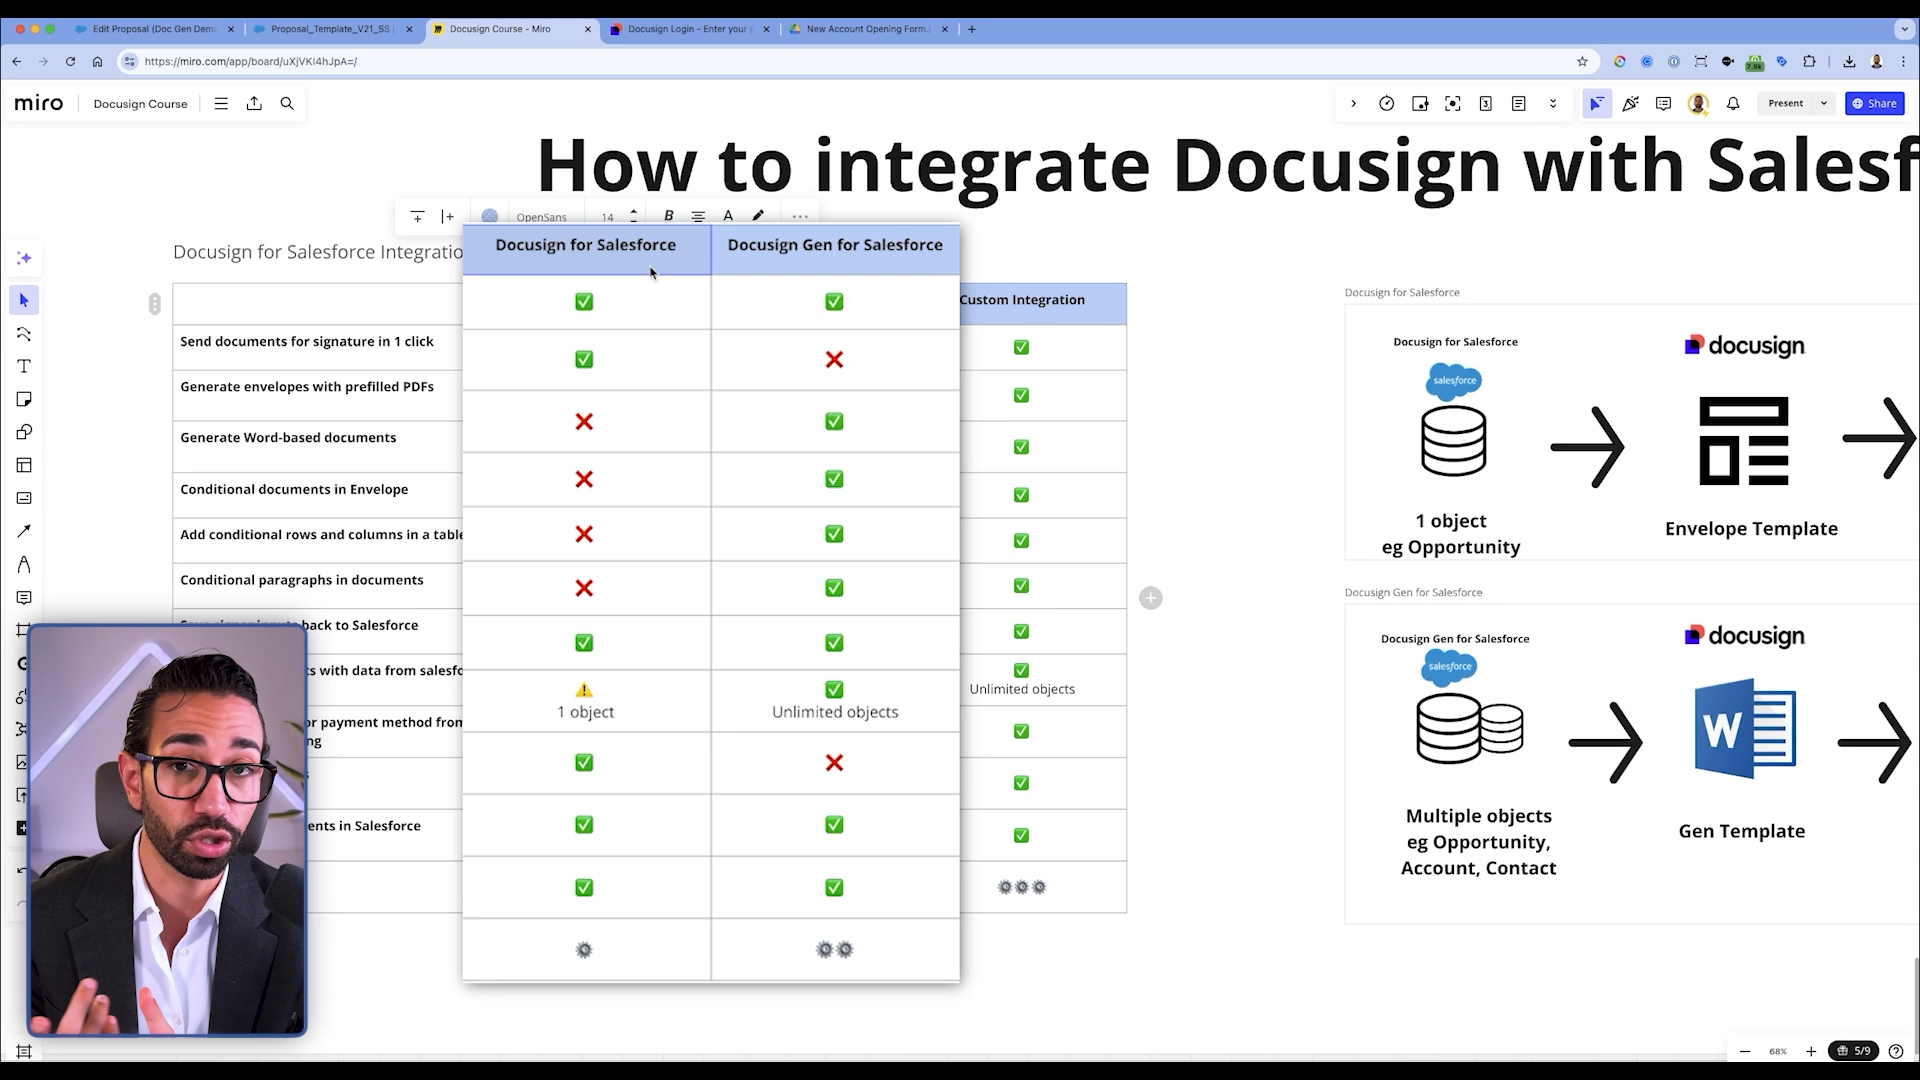 Edit Proposal (Doc Gen Dem
Proposal_Template_V21_SS |
Docusign Course - Miro
Docusign Login - Enter your
New Account Opening Form.
https://miro.com/app/board/uXjVKl4hJpA=/
7.9k
miro
Docusign Course
Present
Share
How to integrate Docusign with Salesf
OpenSans
14
B
A
Docusign for Salesforce Integratio
Docusign for Salesforce
Docusign Gen for Salesforce
Custom Integration
Send documents for signature in 1 click
Generate envelopes with prefilled PDFs
Generate Word-based documents
Conditional documents in Envelope
Add conditional rows and columns in a table
Conditional paragraphs in documents
back to Salesforce
ts with data from salesfo
1 object
Unlimited objects
Unlimited objects
or payment method from
ng
ents in Salesforce
Docusign for Salesforce
Docusign for Salesforce
salesforce
docusign
1 object
eg Opportunity
Envelope Template
Docusign Gen for Salesforce
Docusign Gen for Salesforce
salesforce
docusign
W
Multiple objects
eg Opportunity,
Account, Contact
Gen Template
68%
5/9